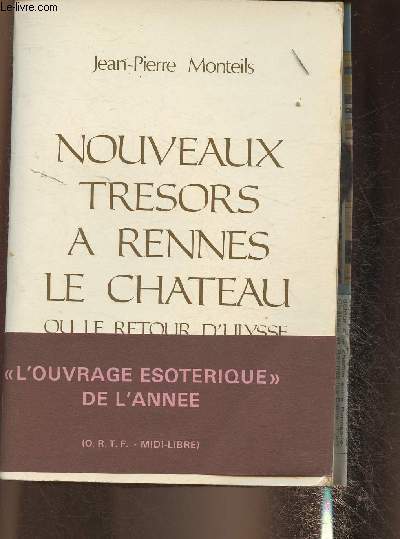 Le-livre.com
Jean-Pierre Monteils
NOUVEAUX
TRESORS
A RENNES
LE CHATEAU
OU LE RETOUR D'ULYSSE
«L'OUVRAGE ESOTERIQUE»
DE L'ANNEE
(O.R.T.F. - MIDI-LIBRE)